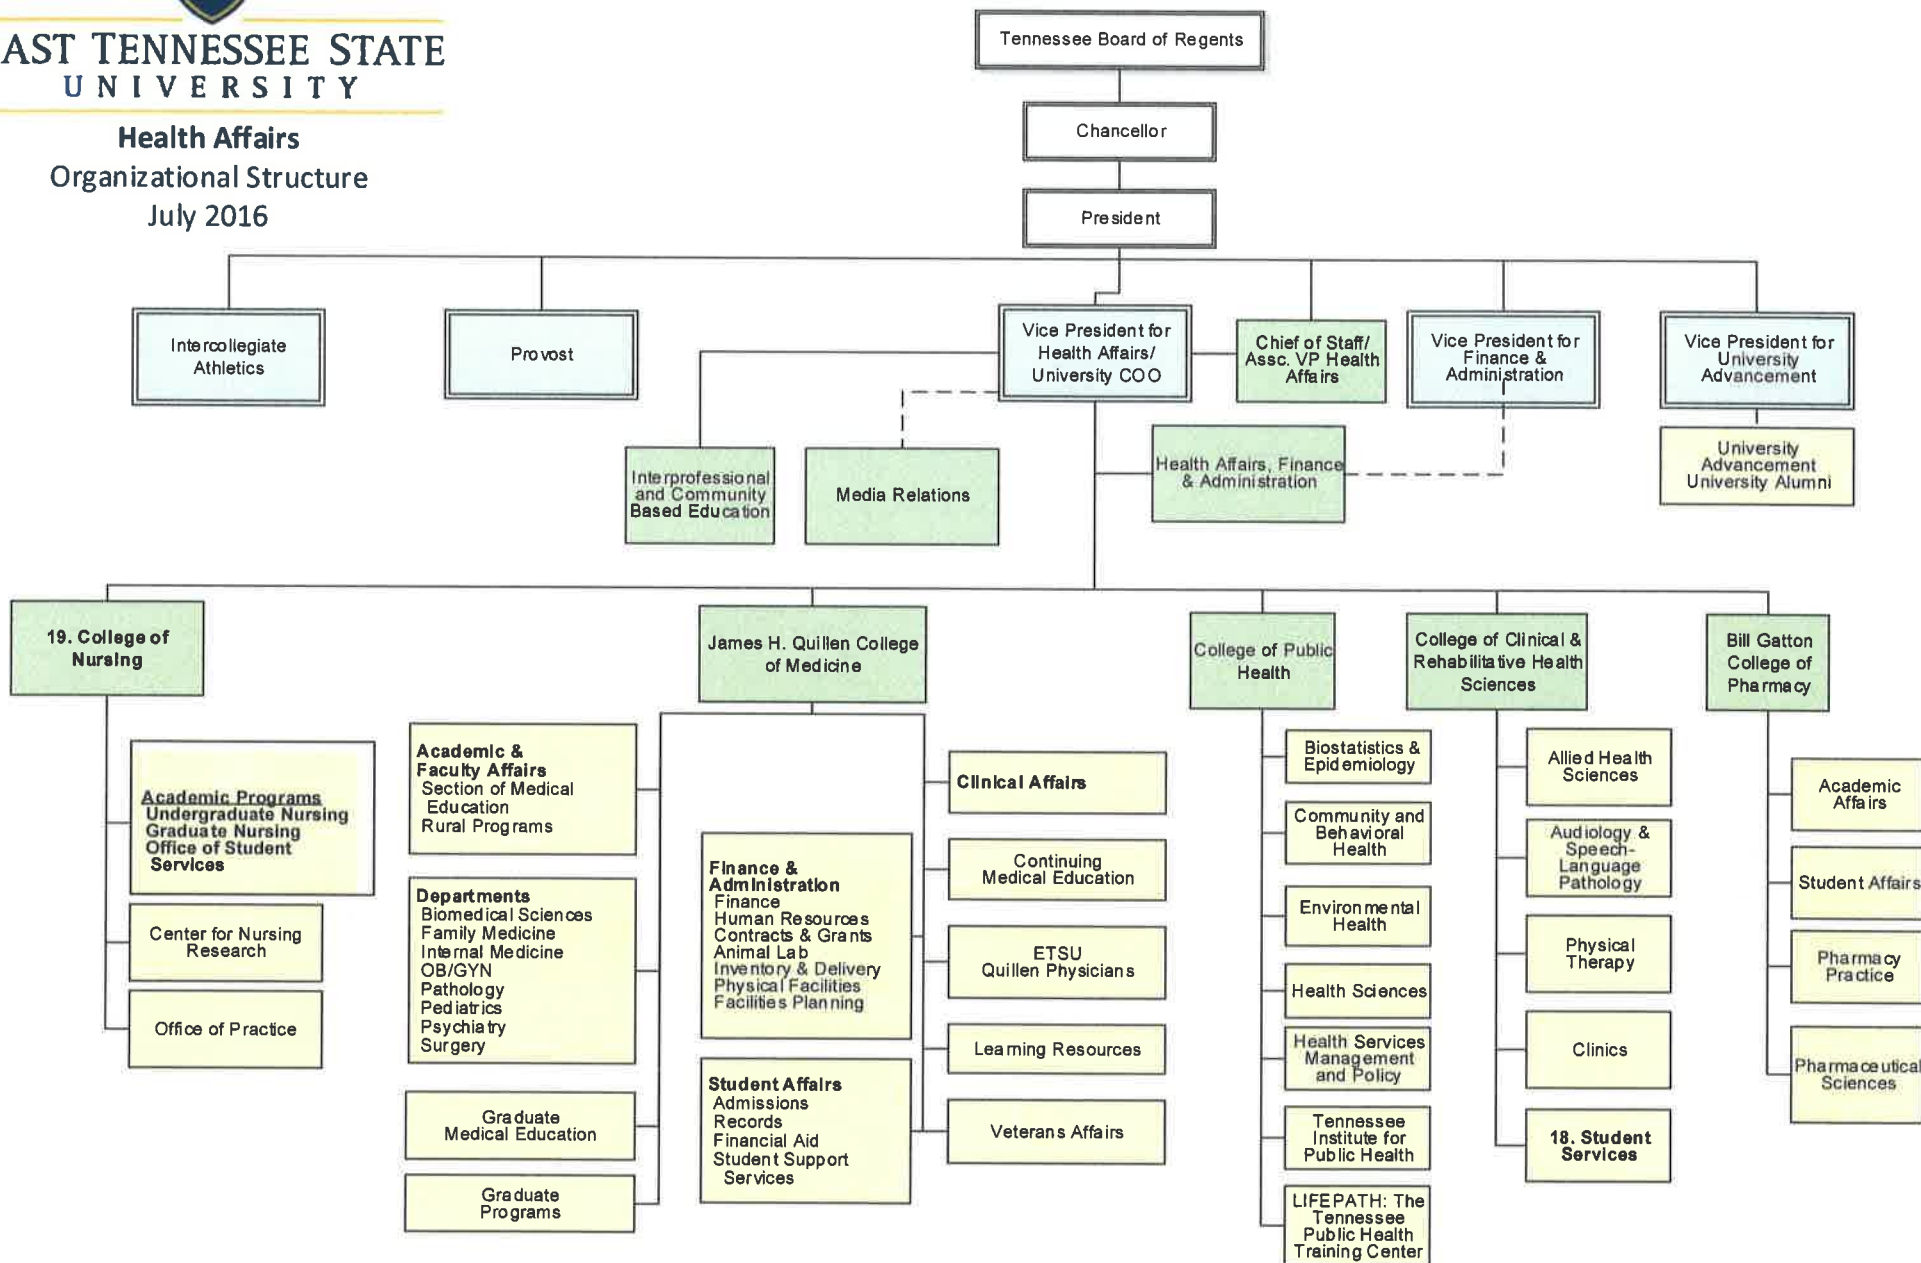 AST TENNESSEE STATE
UNIVERSITY
Health Affairs
Organizational Structure
July 2016
Tennessee Board of Regents
Chancellor
President
Intercollegiate
Athletics
Provost
Vice President for
Health Affairs/
University COO
Chief of Staff/
Assc. VP Health
Affairs
Vice President for
Finance &
Administration
Vice President for
University
Advancement
Interprofessional
and Community
Based Education
Media Relations
Health Affairs, Finance
& Administration
University
Advancement
University Alumni
19. College of
Nursing
James H. Quillen College
of Medicine
College of Public
Health
College of Clinical &
Rehabilitative Health
Sciences
Bill Gatton
College of
Pharmacy
Academic Programs
Undergraduate Nursing
Graduate Nursing
Office of Student
Services
Center for Nursing
Research
Office of Practice
Academic &
Faculty Affairs
Section of Medical
Education
Rural Programs
Departments
Biomedical Sciences
Family Medicine
Internal Medicine
OB/GYN
Pathology
Pediatrics
Psychiatry
Surgery
Graduate
Medical Education
Graduate
Programs
Finance &
Administration
Finance
Human Resources
Contracts & Grants
Animal Lab
Inventory & Delivery
Physical Facilities
Facilities Planning
Student Affairs
Admissions
Records
Financial Aid
Student Support
Services
Clinical Affairs
Continuing
Medical Education
ETSU
Quillen Physicians
Learning Resources
Veterans Affairs
Biostatistics &
Epidemiology
Community and
Behavioral
Health
Environmental
Health
Health Sciences
Health Services
Management
and Policy
Tennessee
Institute for
Public Health
LIFEPATH: The
Tennessee
Public Health
Training Center
Allied Health
Sciences
Audiology &
Speech-
Language
Pathology
Physical
Therapy
Clinics
18. Student
Services
Academic
Affairs
Student Affairs
Pharmacy
Practice
Pharmaceutical
Sciences